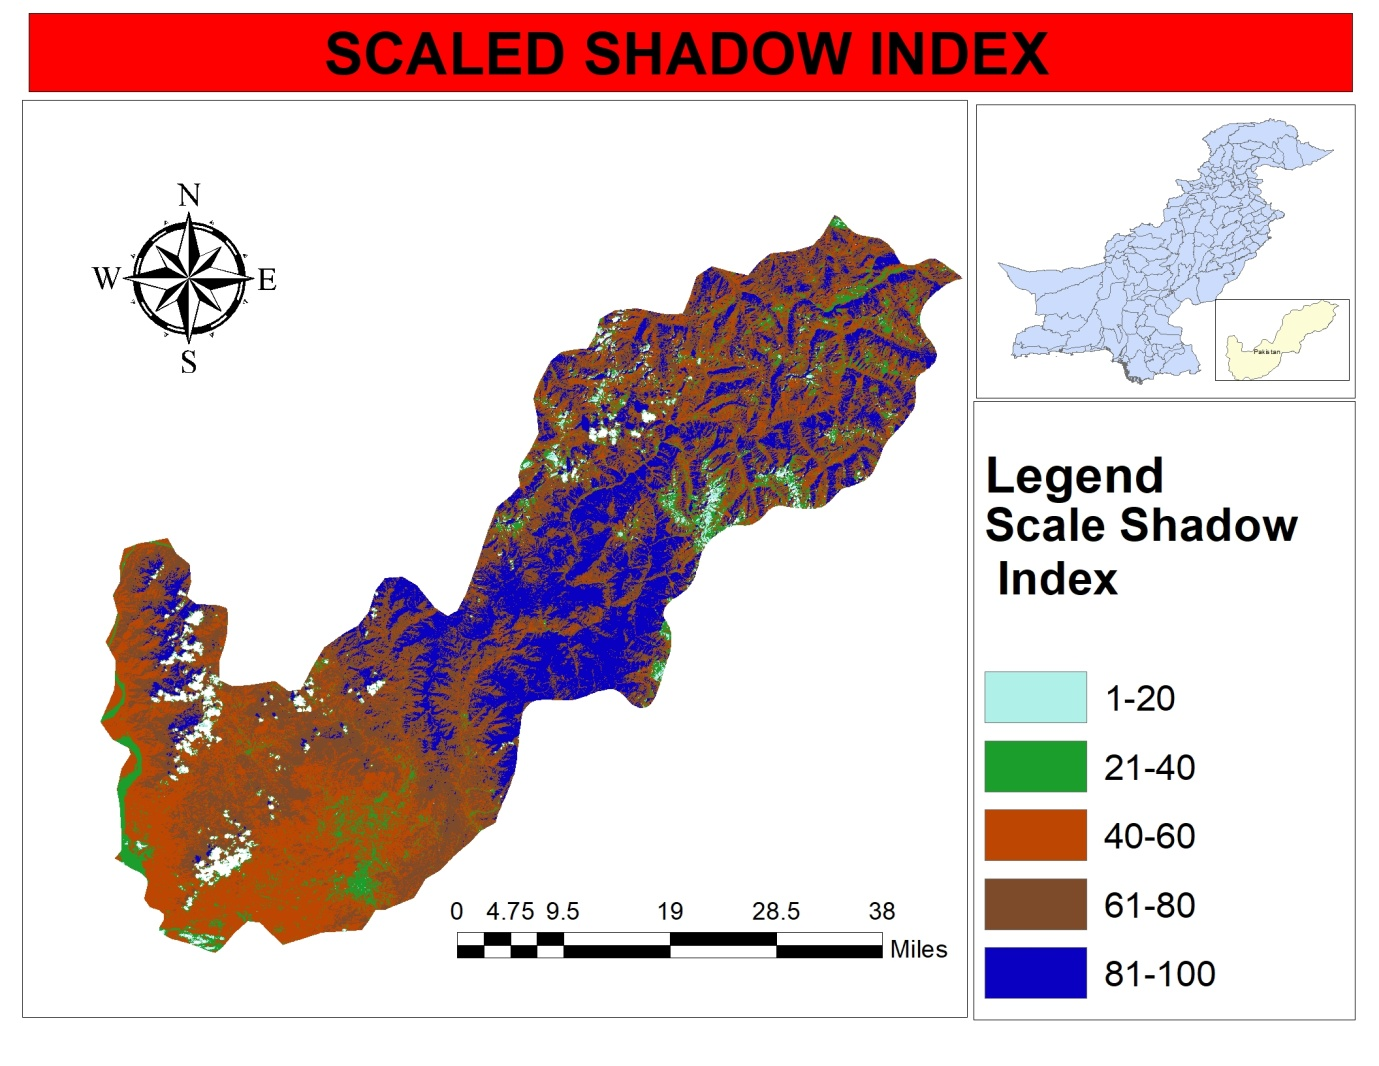 SCALED SHADOW INDEX
N
W
E
S
Pakistan
0 4.75 9.5 19 28.5 38
Miles
Legend
Scale Shadow
Index
1-20
21-40
40-60
61-80
81-100